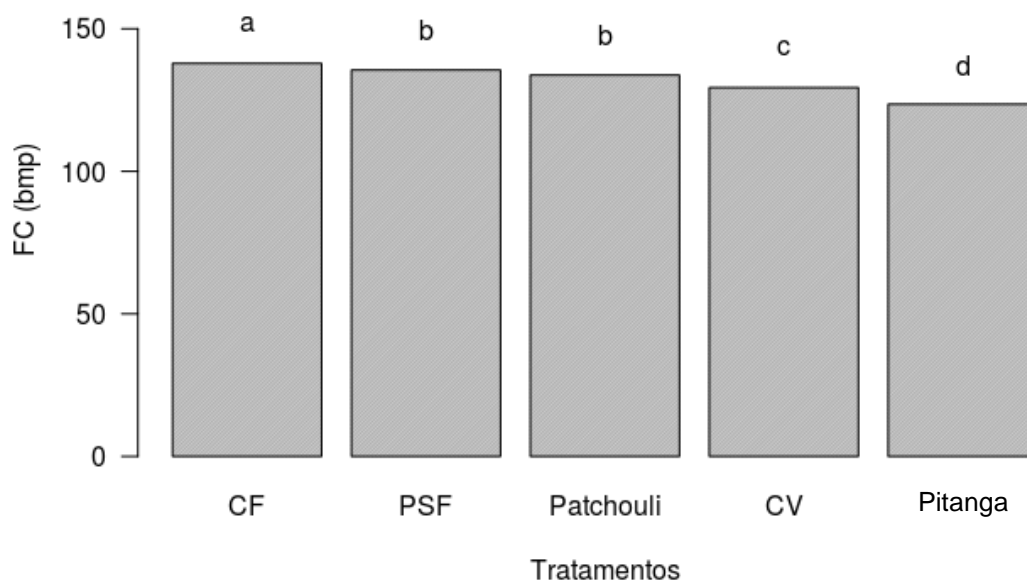 a b b c d
150
100
50
0
FC (bmp)
CF PSF Patchouli CV Pitanga
Tratamentos